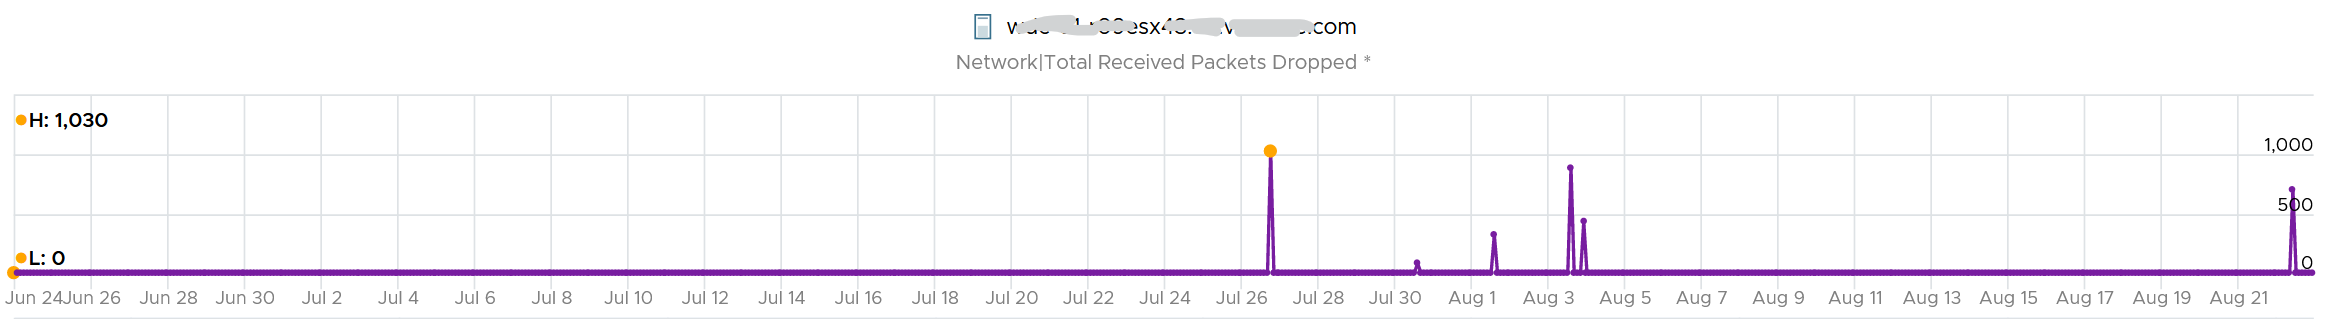 esx48 .com
Network|Total Received Packets Dropped *
H: 1,030
1,000
500
L: 0
0
Jun 24 Jun 26 Jun 28 Jun 30 Jul 2 Jul 4 Jul 6 Jul 8 Jul 10 Jul 12 Jul 14 Jul 16 Jul 18 Jul 20 Jul 22 Jul 24 Jul 26 Jul 28 Jul 30 Aug 1 Aug 3 Aug 5 Aug 7 Aug 9 Aug 11 Aug 13 Aug 15 Aug 17 Aug 19 Aug 21